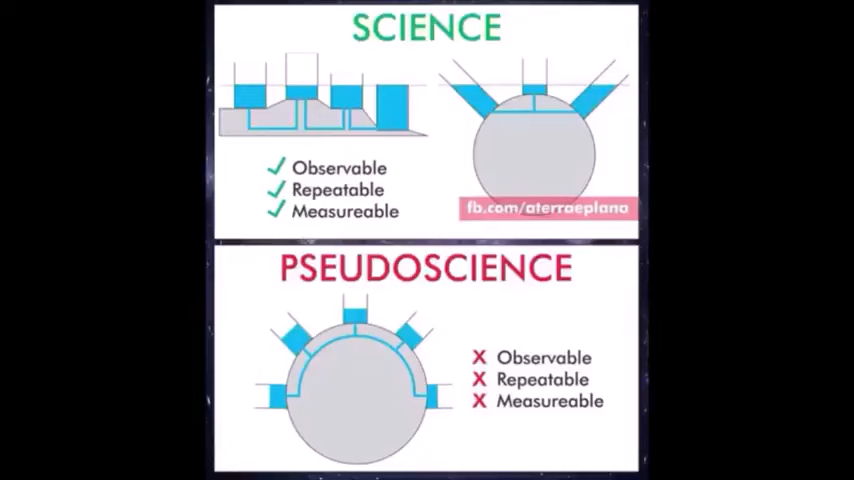 SCIENCE
Observable
Repeatable
Measureable
fb.com/aterraeplana
PSEUDOSCIENCE
X Observable
X Repeatable
X Measureable